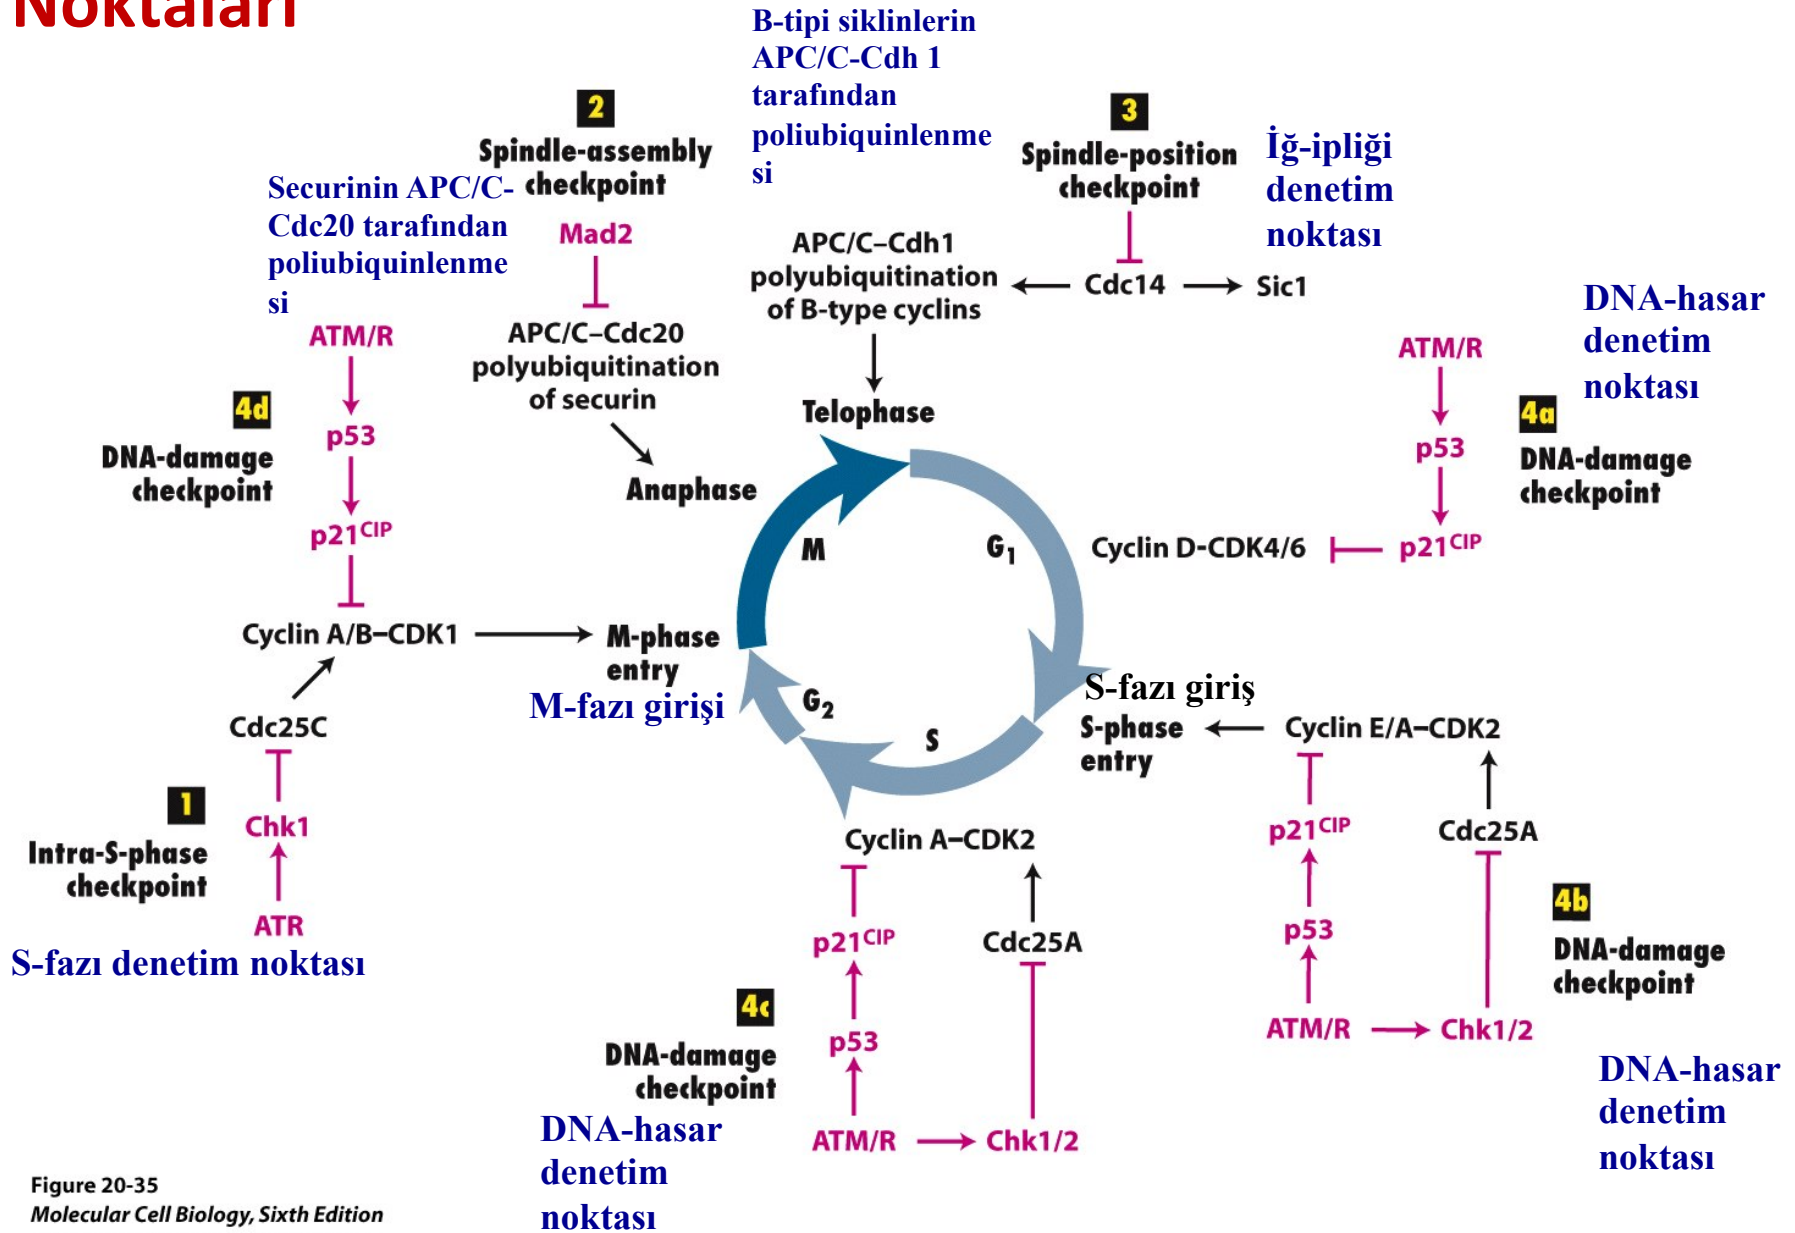 Noktaları
B-tipi siklinlerin
APC/C-Cdh 1
tarafından
poliubiquinlenme
si
2
Spindle-assembly
checkpoint
Mad2
APC/C–Cdc20
polyubiquitination
of securin
Anaphase
Securinin APC/C-
Cdc20 tarafından
poliubiquinlenme
si
3
Spindle-position
checkpoint
İğ-ipliği
denetim
noktası
APC/C–Cdh1
polyubiquitination
of B-type cyclins
Cdc14
Sic1
Telophase
DNA-hasar
denetim
noktası
ATM/R
p53
p21CIP
4a
DNA-damage
checkpoint
Cyclin D-CDK4/6
ATM/R
4d
DNA-damage
checkpoint
p53
p21CIP
Cyclin A/B–CDK1
M-phase
entry
M-fazı girişi
M
G1
G2
S
Cdc25C
1
Intra-S-phase
checkpoint
Chk1
ATR
S-fazı denetim noktası
S-fazı giriş
S-phase
entry
Cyclin E/A–CDK2
p21CIP
Cdc25A
p53
4b
DNA-damage
checkpoint
ATM/R
Chk1/2
DNA-hasar
denetim
noktası
Cyclin A–CDK2
p21CIP
Cdc25A
4c
DNA-damage
checkpoint
p53
ATM/R
Chk1/2
DNA-hasar
denetim
noktası
Figure 20-35
Molecular Cell Biology, Sixth Edition